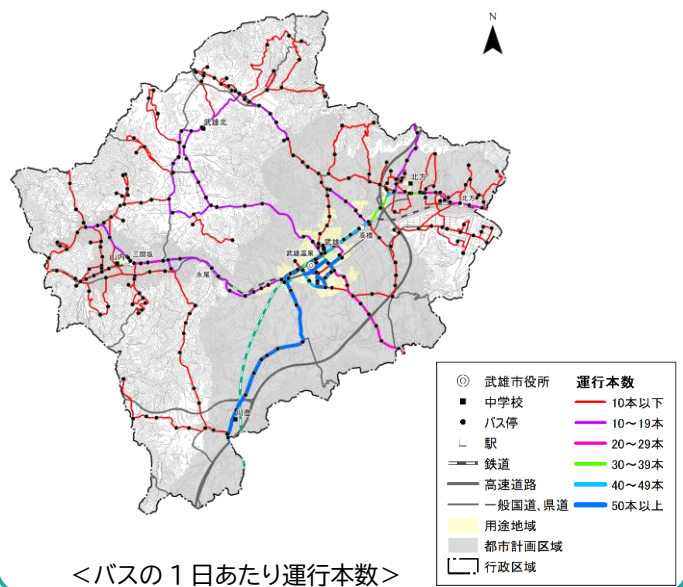 N
武雄北
北方
北方
高橋
武雄
武雄温泉
三間坂
山内
永尾
武雄市役所
中学校
バス停
駅
鉄道
高速道路
一般国道、県道
用途地域
都市計画区域
行政区域
運行本数
10本以下
10～19本
20～29本
30～39本
40～49本
50本以上
＜バスの１日あたり運行本数＞